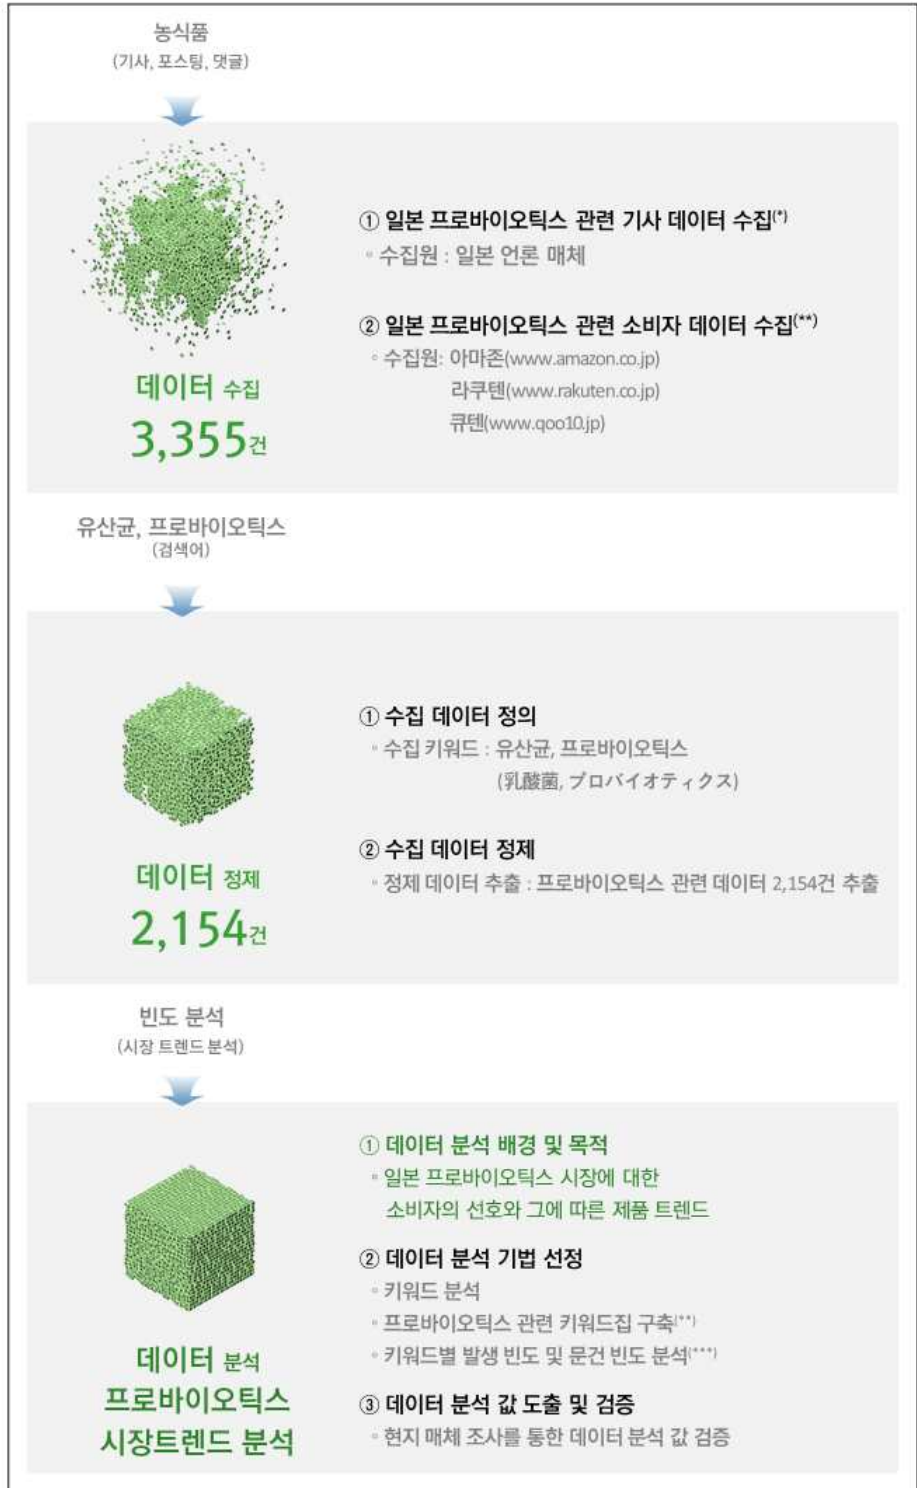 농식품
(기사, 포스팅, 댓글)
① 일본 프로바이오틱스 관련 기사 데이터 수집(*)
◦ 수집원 : 일본 언론 매체
② 일본 프로바이오틱스 관련 소비자 데이터 수집(**)
◦ 수집원: 아마존(www.amazon.co.jp)
라쿠텐(www.rakuten.co.jp)
큐텐(www.qoo10.jp)
데이터 수집
3,355건
유산균, 프로바이오틱스
(검색어)
① 수집 데이터 정의
◦ 수집 키워드 : 유산균, 프로바이오틱스
(乳酸菌, プロバイオティクス)
② 수집 데이터 정제
◦ 정제 데이터 추출 : 프로바이오틱스 관련 데이터 2,154건 추출
데이터 정제
2,154건
빈도 분석
(시장 트렌드 분석)
① 데이터 분석 배경 및 목적
◦ 일본 프로바이오틱스 시장에 대한
소비자의 선호와 그에 따른 제품 트렌드
② 데이터 분석 기법 선정
◦ 키워드 분석
◦ 프로바이오틱스 관련 키워드집 구축(**)
◦ 키워드별 발생 빈도 및 문건 빈도 분석(***)
③ 데이터 분석 값 도출 및 검증
◦ 현지 매체 조사를 통한 데이터 분석 값 검증
데이터 분석
프로바이오틱스
시장트렌드 분석